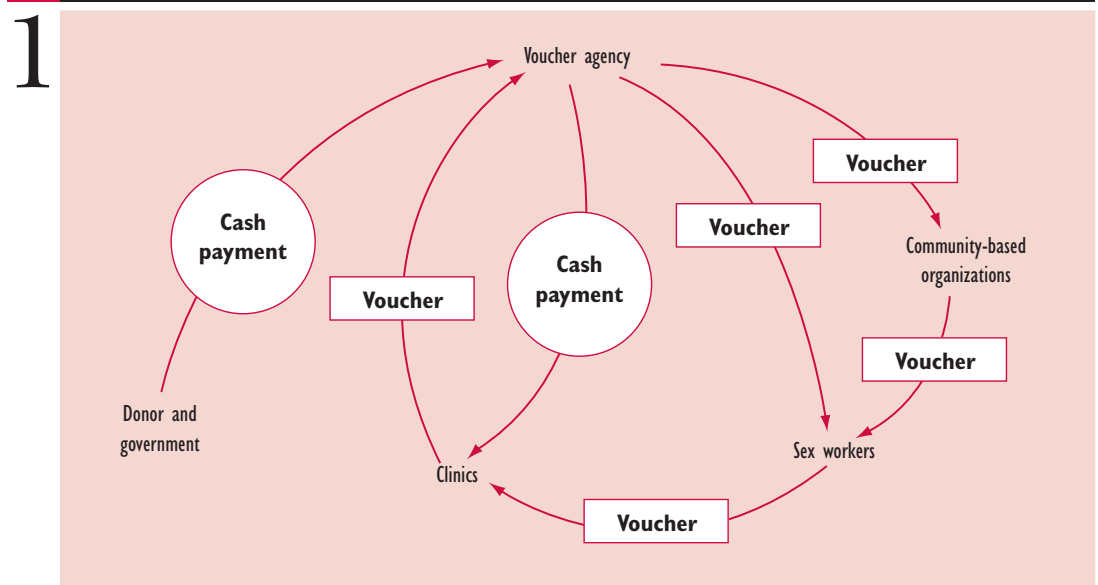 1
Voucher agency
Voucher
Cash
payment
Voucher
Community-based
organizations
Cash
payment
Voucher
Voucher
Donor and
government
Sex workers
Clinics
Voucher